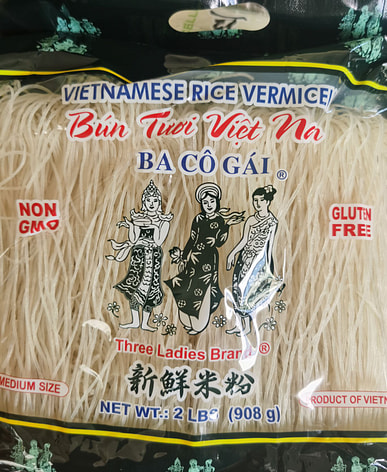 VIETNAMESE RICE VERMICEL
Bún Tươi Việt Na
BA CÔ GÁI ®
NON
GMO
GLUTEN
FREE
Three Ladies Brand ®
新鮮米粉
MEDIUM SIZE
PRODUCT OF VIETN
NET WT.: 2 LBS (908 g)